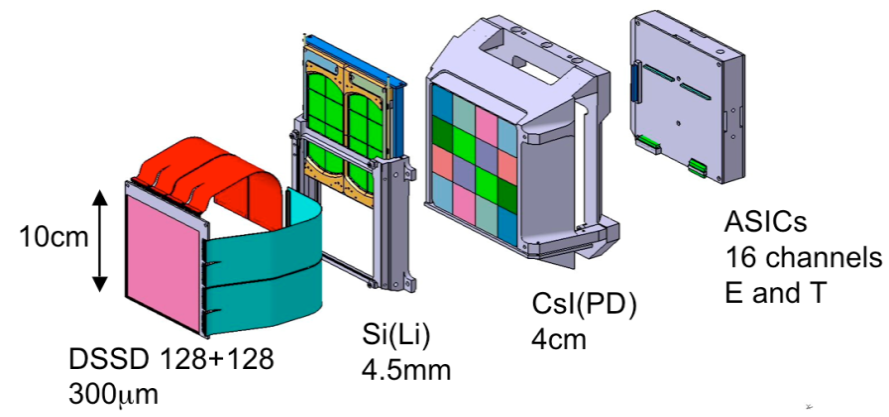 10cm
DSSD 128+128
300μm
Si(Li)
4.5mm
CsI(PD)
4cm
ASICs
16 channels
E and T